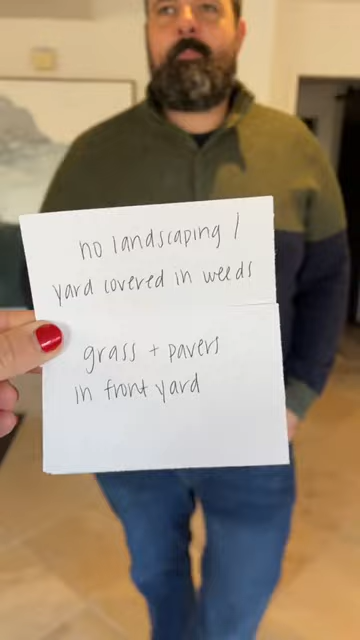 no landscaping /
yard covered in weeds
grass + pavers
in front yard